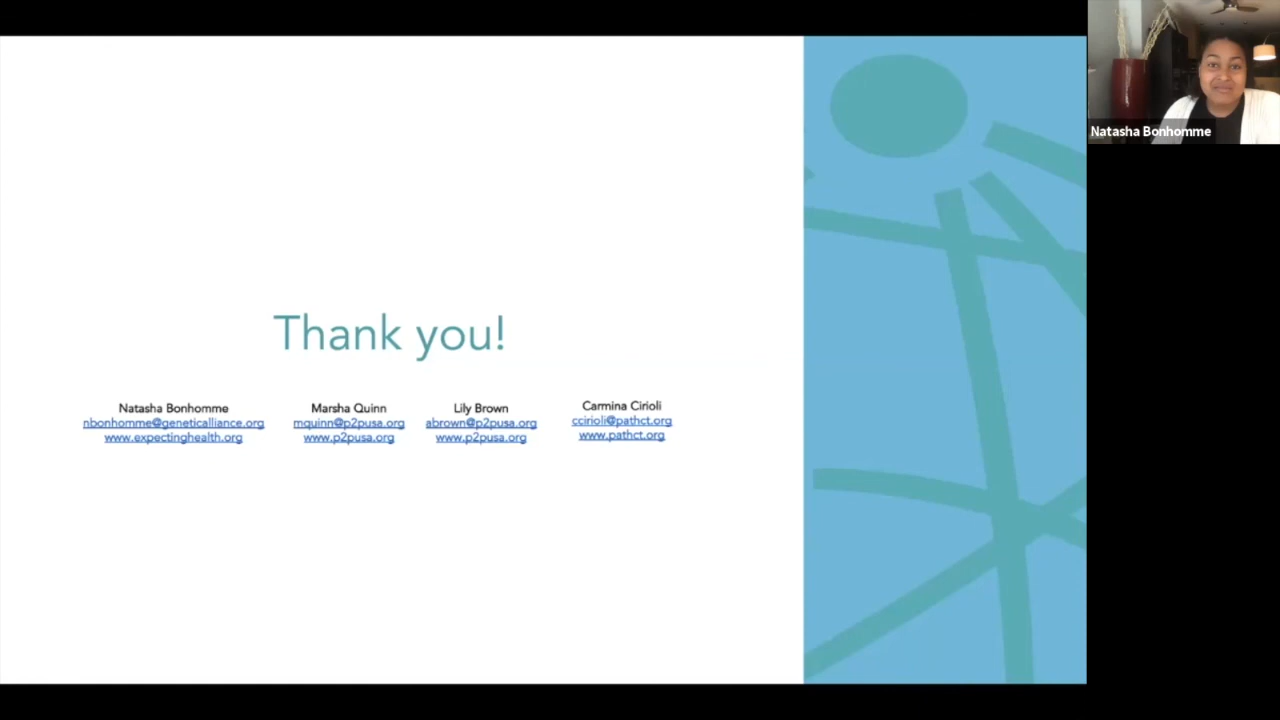 Thank you!
Natasha Bonhomme
nbonhomme@geneticalliance.org
www.expectinghealth.org
Marsha Quinn
mquinn@p2pusa.org
www.p2pusa.org
Lily Brown
abrown@p2pusa.org
www.p2pusa.org
Carmina Cirioli
ccirioli@pathct.org
www.pathct.org
Natasha Bonhomme